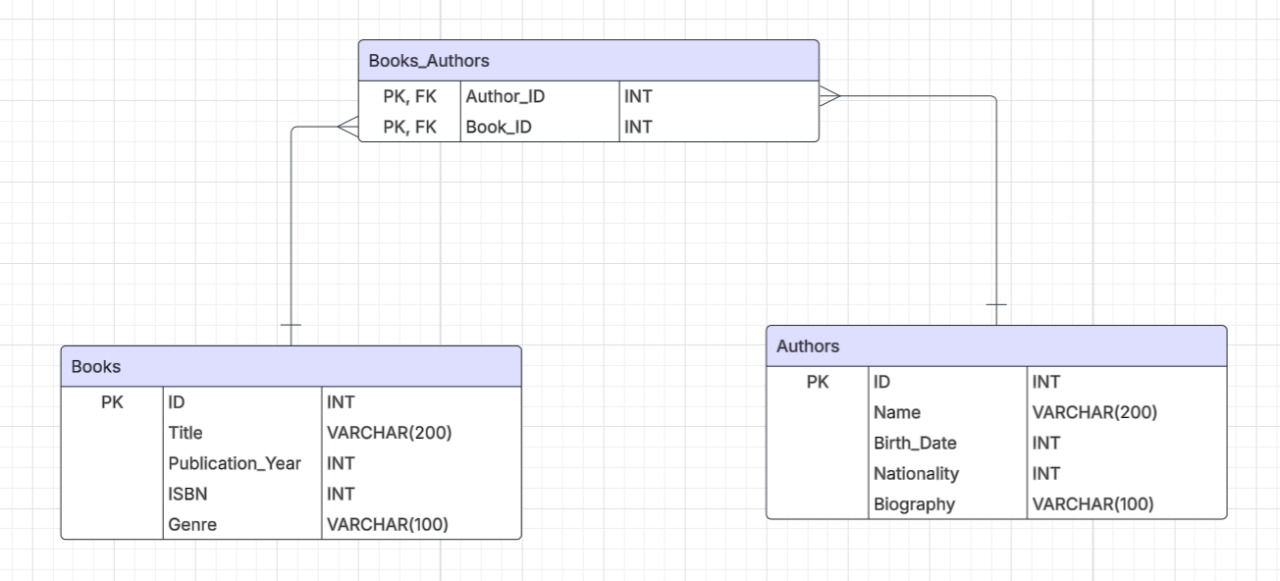 Books_Authors
PK, FK Author_ID INT
PK, FK Book_ID INT
Books
PK ID INT
Title VARCHAR(200)
Publication_Year INT
ISBN INT
Genre VARCHAR(100)
Authors
PK ID INT
Name VARCHAR(200)
Birth_Date INT
Nationality INT
Biography VARCHAR(100)